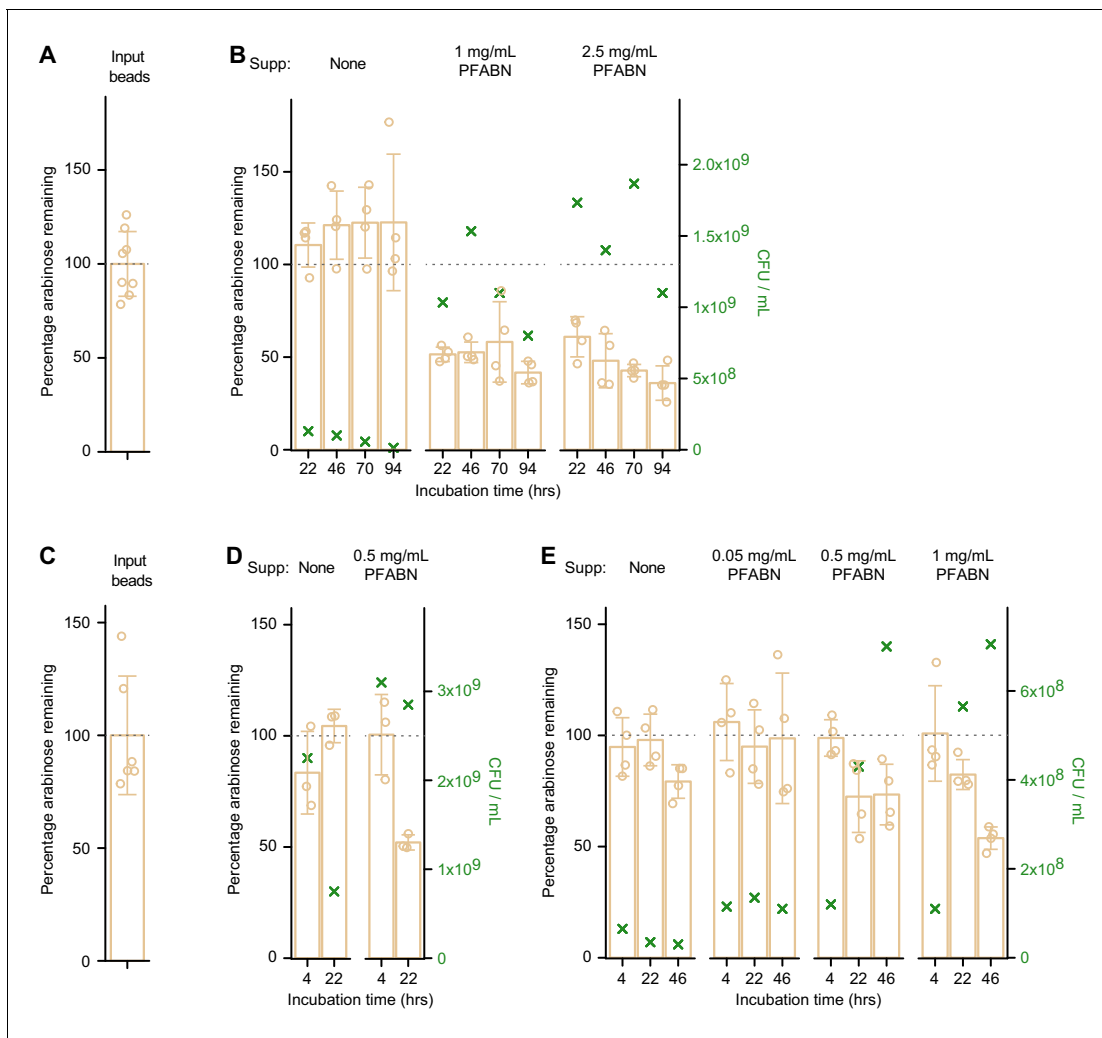 A
Input
beads
Percentage arabinose remaining
150
100
50
0
B
Supp:
None
1 mg/mL
PFABN
2.5 mg/mL
PFABN
Percentage arabinose remaining
150
100
50
0
22 46 70 94
22 46 70 94
22 46 70 94
Incubation time (hrs)
2.0x10⁹
1.5x10⁹
1x10⁹
5x10⁸
0
CFU / mL
C
Input
beads
Percentage arabinose remaining
150
100
50
0
D
Supp:
None
0.5 mg/mL
PFABN
Percentage arabinose remaining
150
100
50
0
4 22
4 22
Incubation time (hrs)
3x10⁹
2x10⁹
1x10⁹
0
CFU / mL
E
Supp:
None
0.05 mg/mL
PFABN
0.5 mg/mL
PFABN
1 mg/mL
PFABN
Percentage arabinose remaining
150
100
50
0
4 22 46
4 22 46
4 22 46
4 22 46
Incubation time (hrs)
6x10⁸
4x10⁸
2x10⁸
0
CFU / mL